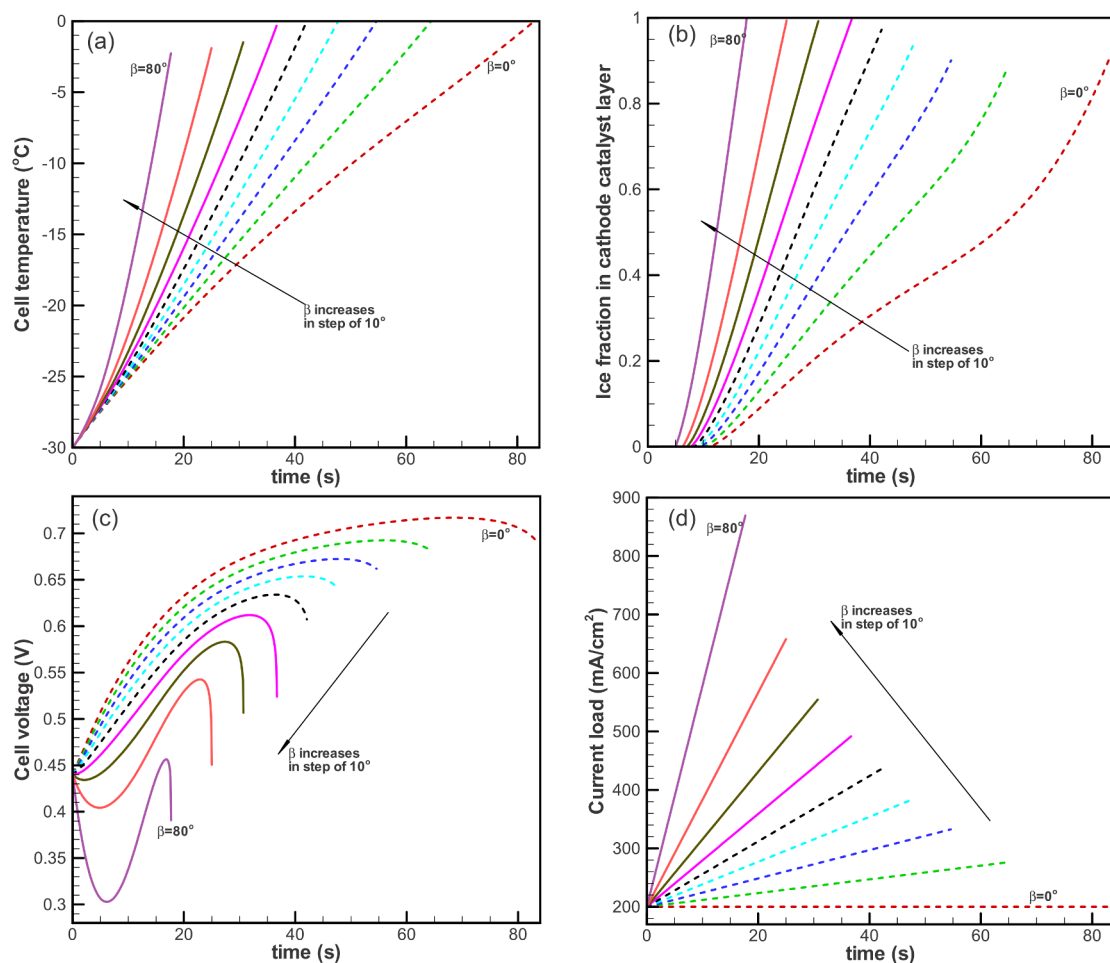 (a)
β=80°
β=0°
β increases
in step of 10°
Cell temperature (°C)
0
-5
-10
-15
-20
-25
-30
0
20
40
60
80
time (s)
(b)
β=80°
β=0°
β increases
in step of 10°
Ice fraction in cathode catalyst layer
1
0.8
0.6
0.4
0.2
0
0
20
40
60
80
time (s)
(c)
β=0°
β increases
in step of 10°
β=80°
Cell voltage (V)
0.7
0.65
0.6
0.55
0.5
0.45
0.4
0.35
0.3
0
20
40
60
80
time (s)
(d)
β=80°
β increases
in step of 10°
β=0°
Current load (mA/cm²)
900
800
700
600
500
400
300
200
0
20
40
60
80
time (s)